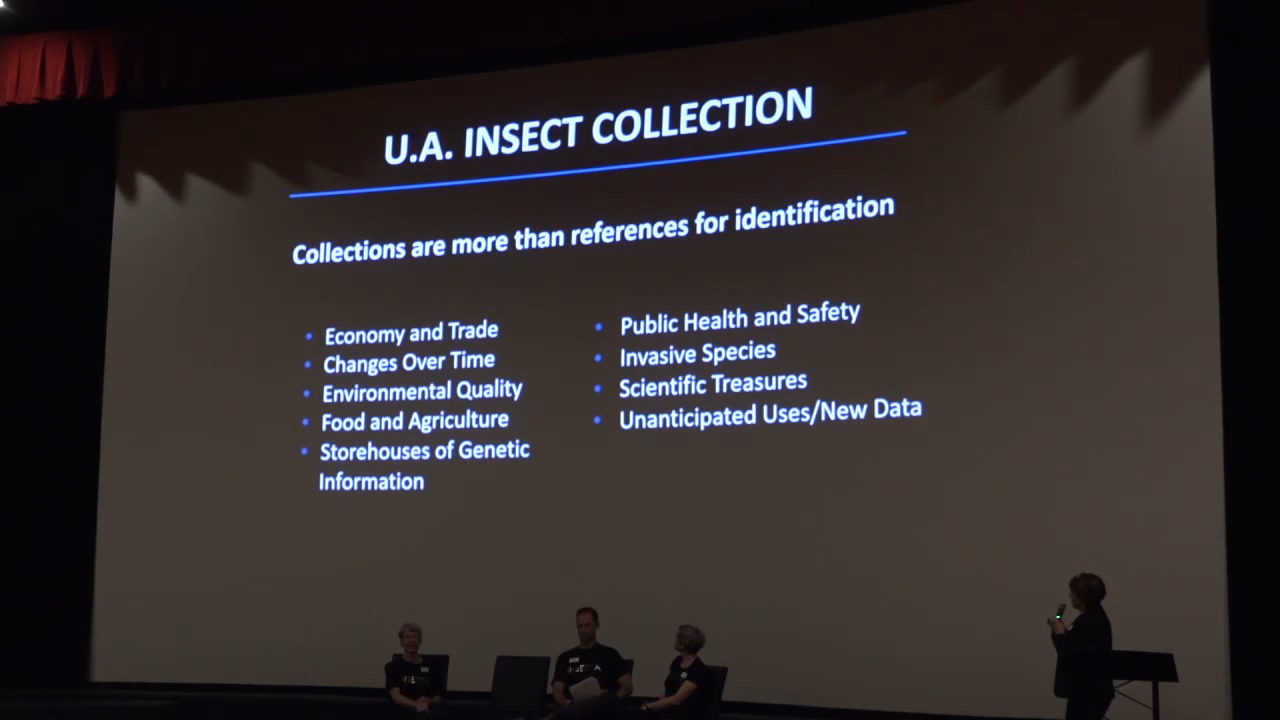 U.A. INSECT COLLECTION
Collections are more than references for identification
• Economy and Trade
• Changes Over Time
• Environmental Quality
• Food and Agriculture
• Storehouses of Genetic
Information
• Public Health and Safety
• Invasive Species
• Scientific Treasures
• Unanticipated Uses/New Data